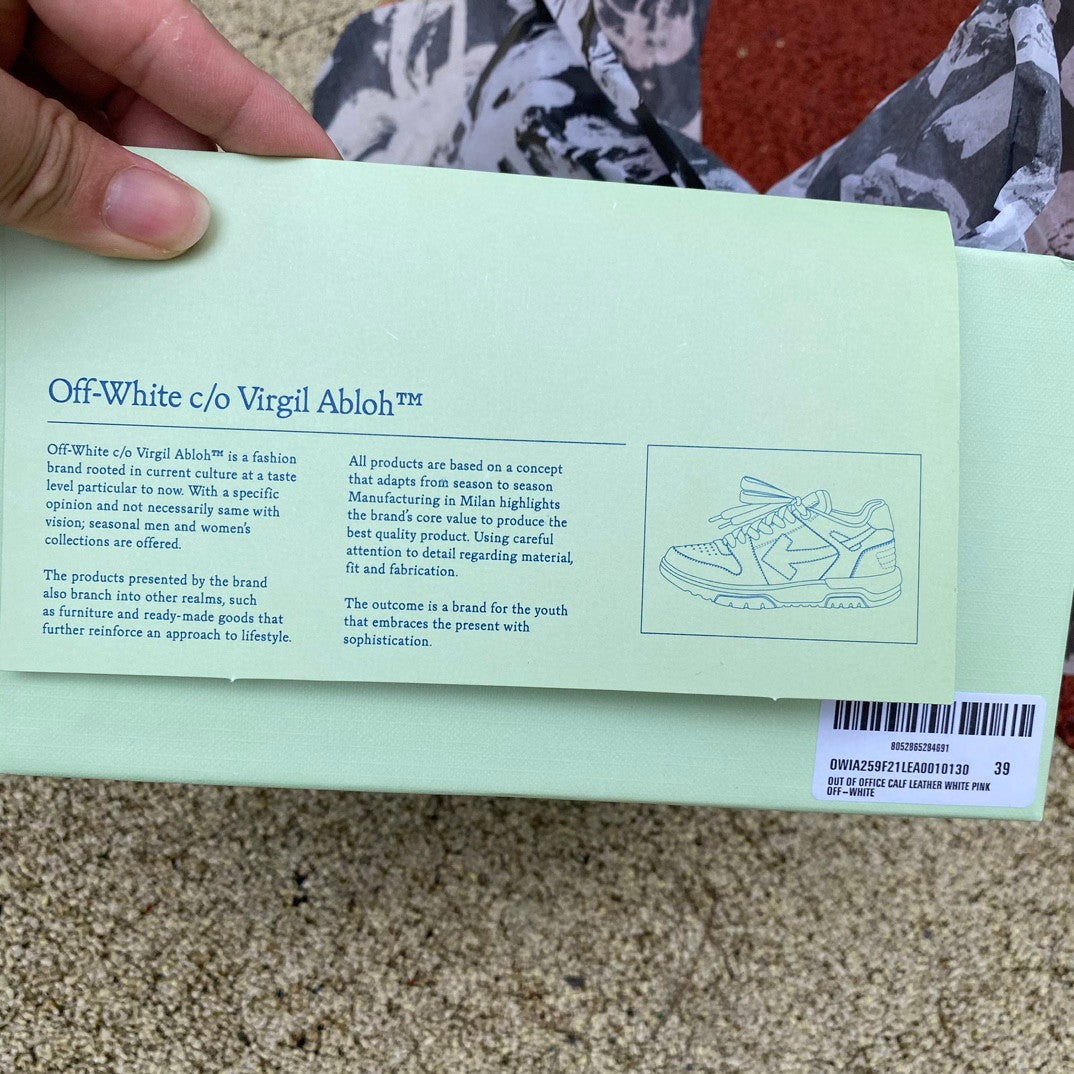 Off-White c/o Virgil Abloh™
Off-White c/o Virgil Abloh™ is a fashion
brand rooted in current culture at a taste
level particular to now. With a specific
opinion and not necessarily same with
vision; seasonal men and women's
collections are offered.
The products presented by the brand
also branch into other realms, such
as furniture and ready-made goods that
further reinforce an approach to lifestyle.
All products are based on a concept
that adapts from season to season
Manufacturing in Milan highlights
the brand's core value to produce the
best quality product. Using careful
attention to detail regarding material,
fit and fabrication.
The outcome is a brand for the youth
that embraces the present with
sophistication.
8052865284691
OWIA259F21LEA0010130 39
OUT OF OFFICE CALF LEATHER WHITE PINK
OFF-WHITE